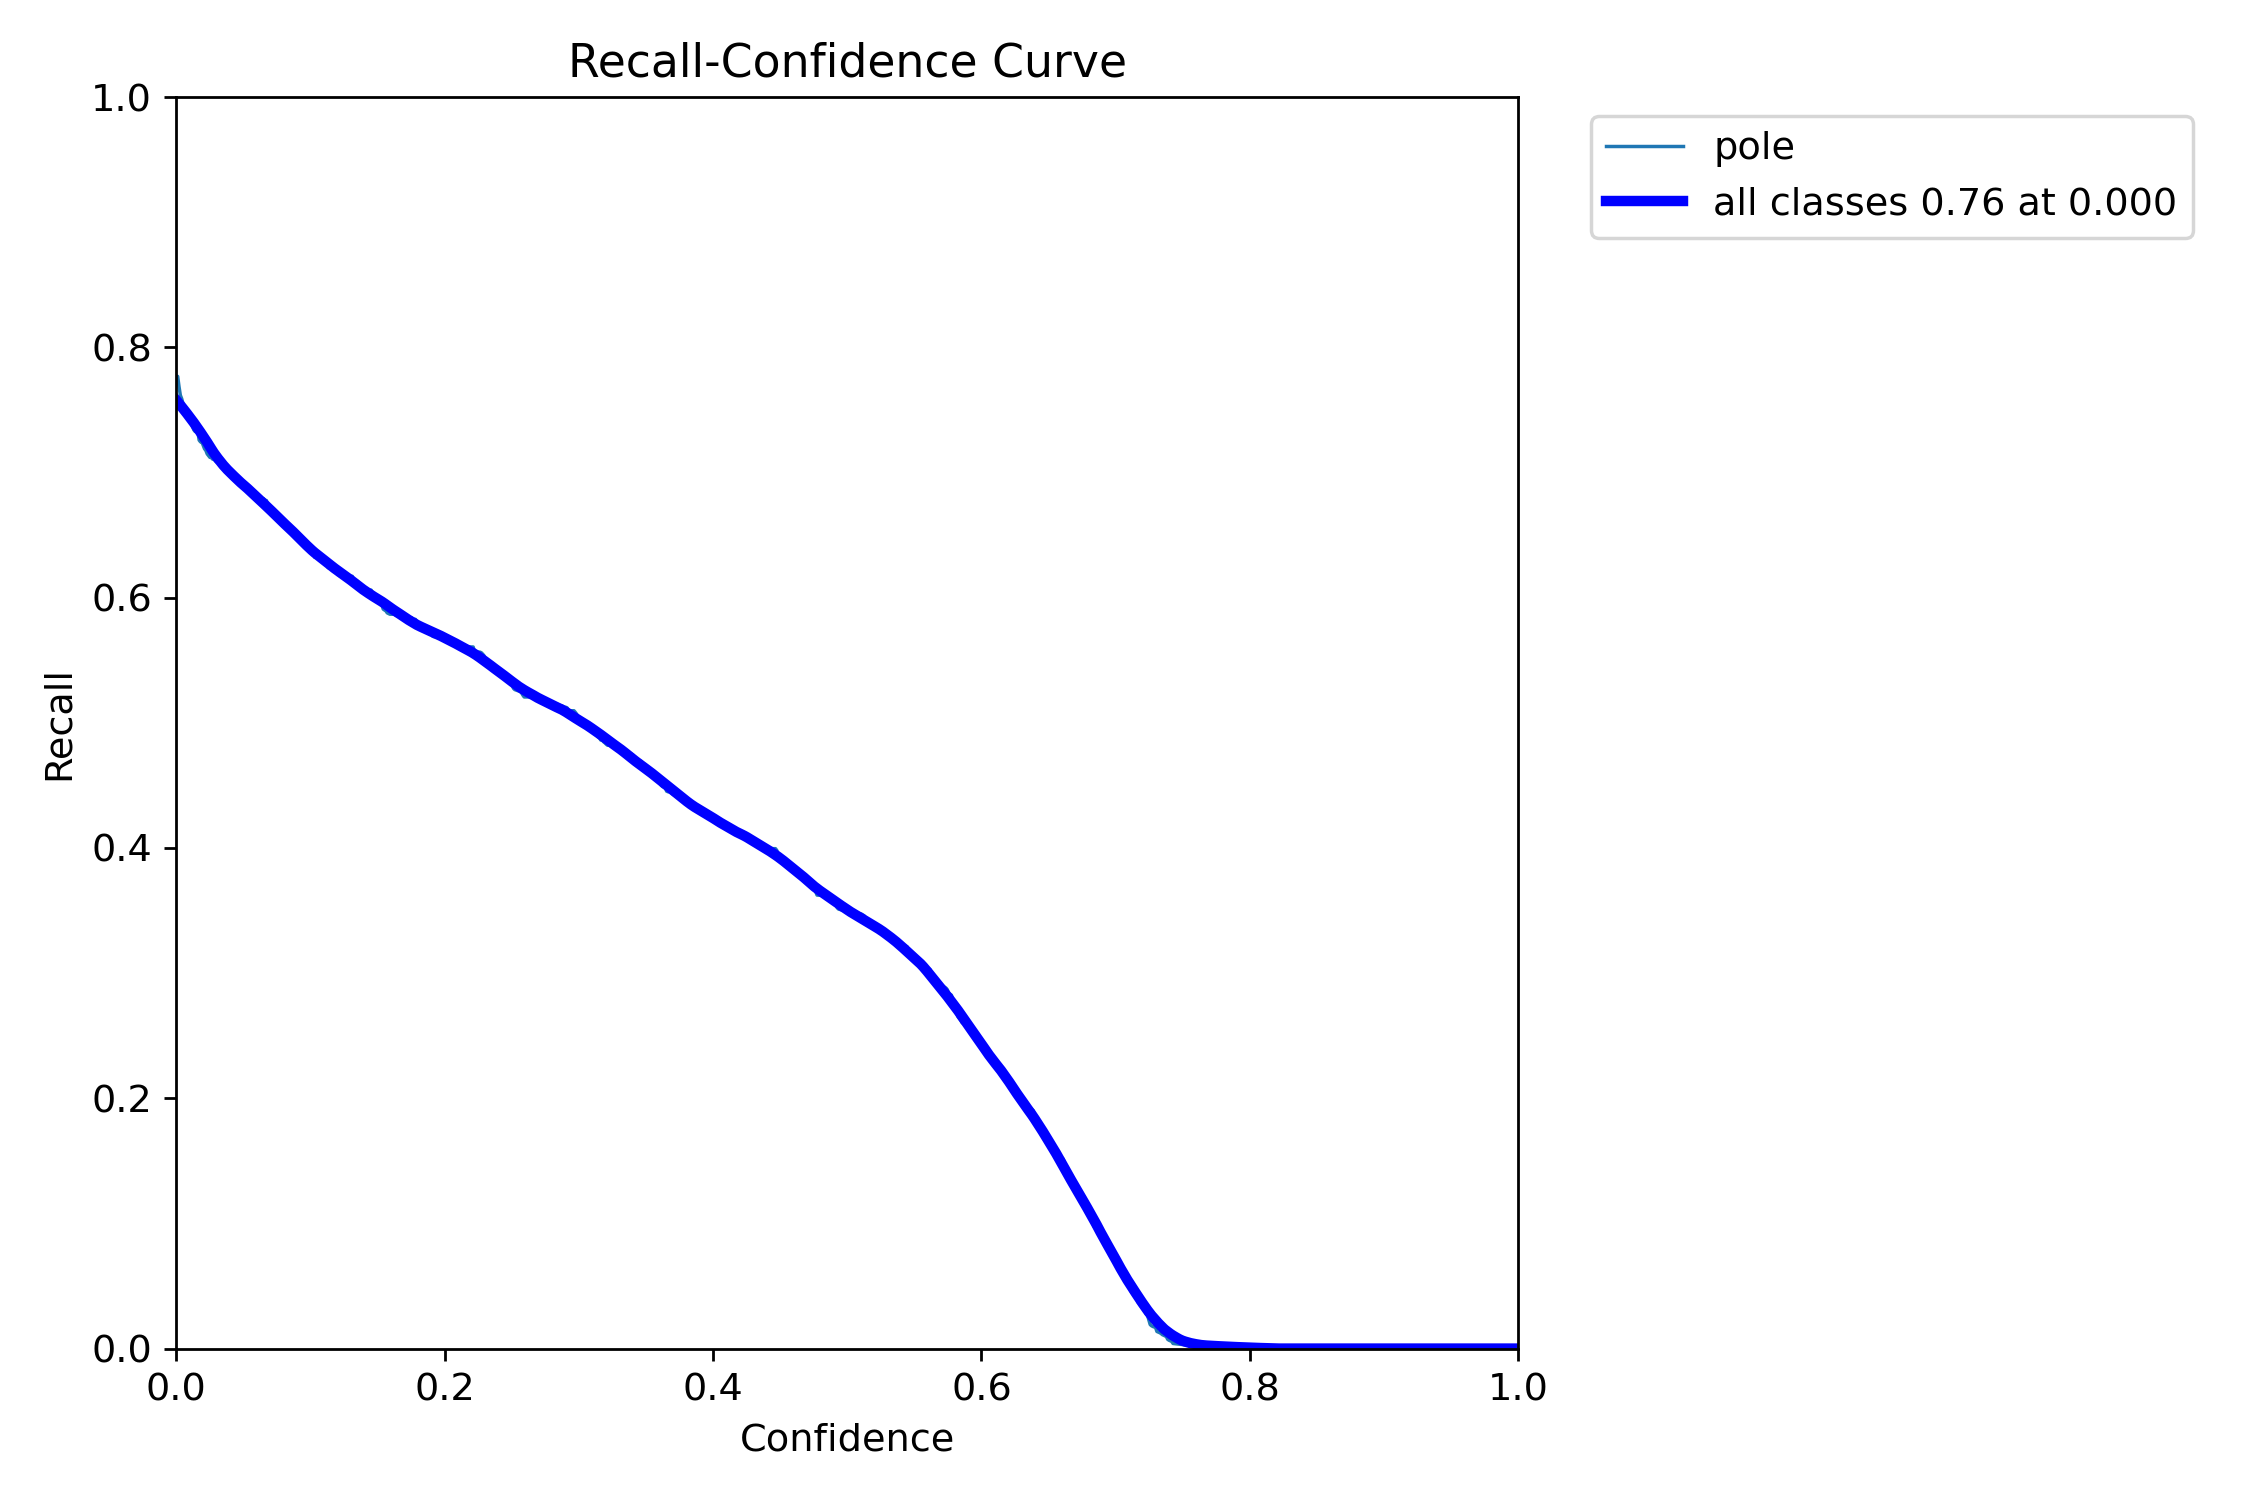 Recall-Confidence Curve
1.0
0.8
0.6
0.4
0.2
0.0
Recall
0.0 0.2 0.4 0.6 0.8 1.0
Confidence
pole
all classes 0.76 at 0.000